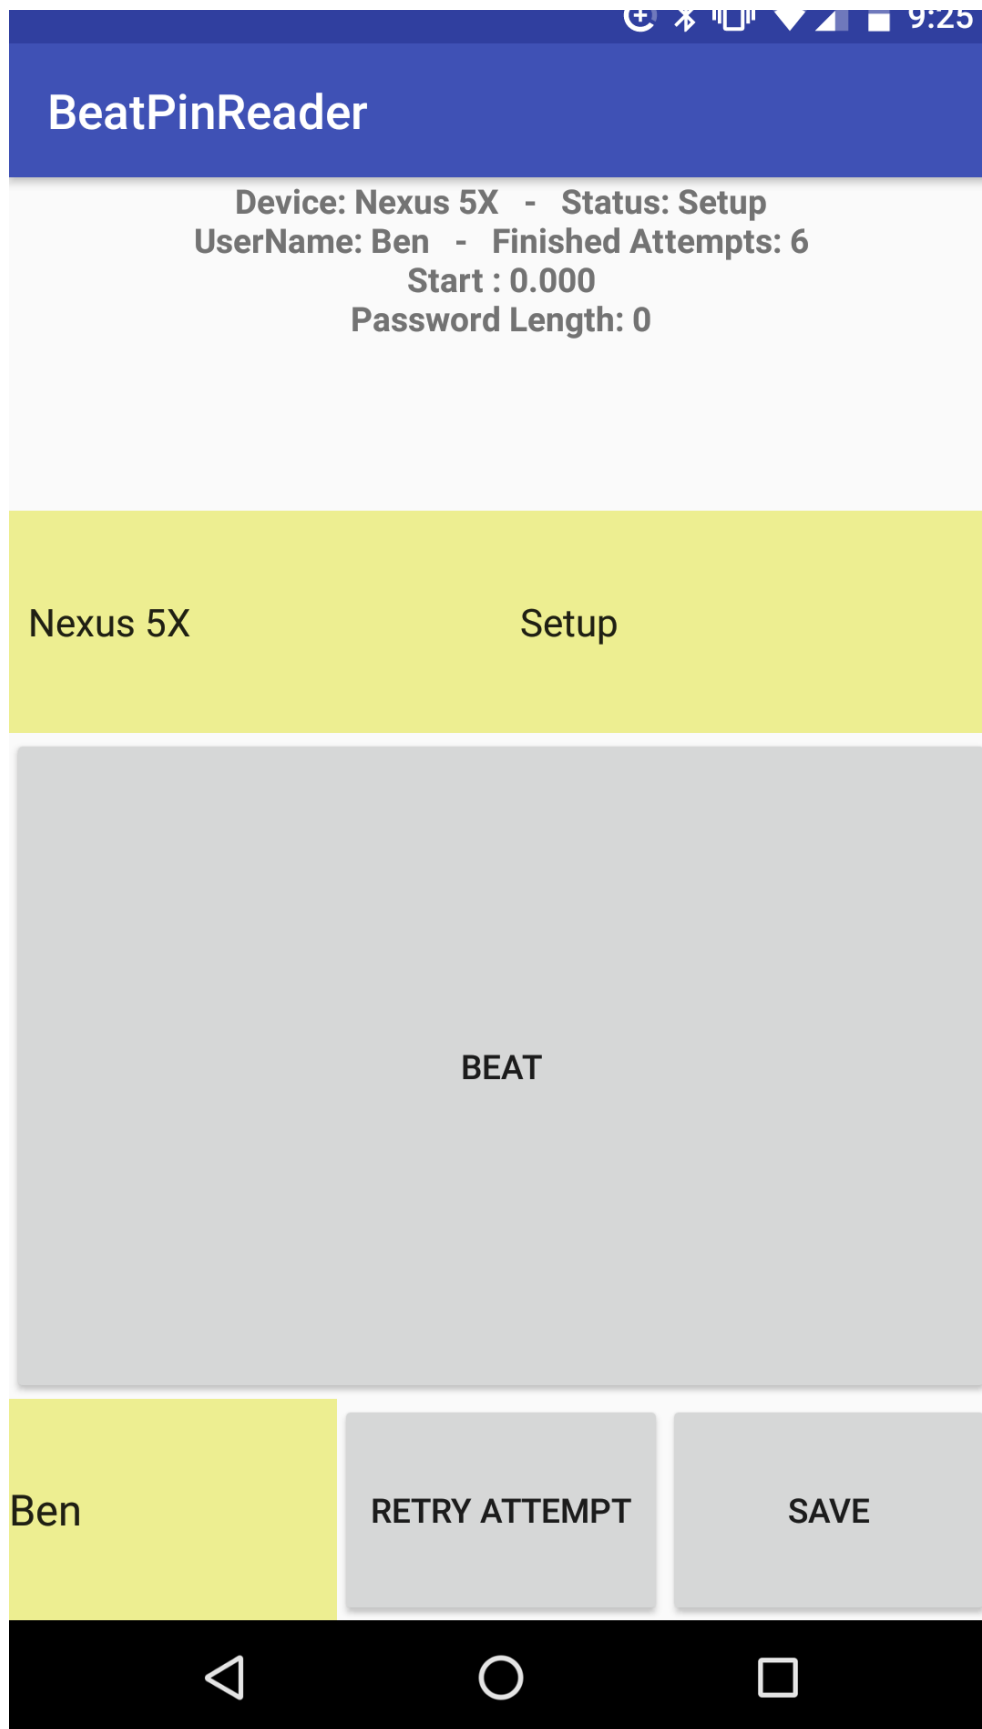 9:25
BeatPinReader
Device: Nexus 5X - Status: Setup
UserName: Ben - Finished Attempts: 6
Start : 0.000
Password Length: 0
Nexus 5X Setup
BEAT
Ben RETRY ATTEMPT SAVE